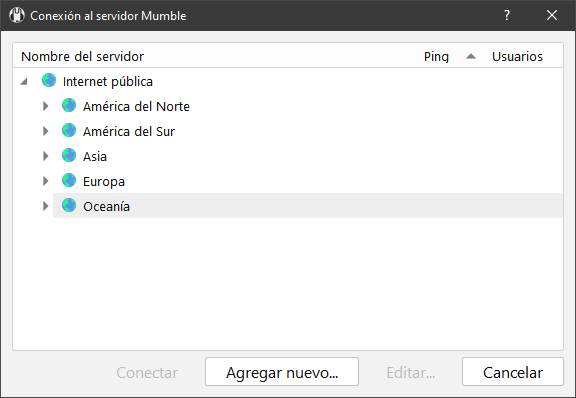 Conexión al servidor Mumble
Nombre del servidor Ping Usuarios
Internet pública
América del Norte
América del Sur
Asia
Europa
Oceanía
Conectar Agregar nuevo... Editar... Cancelar